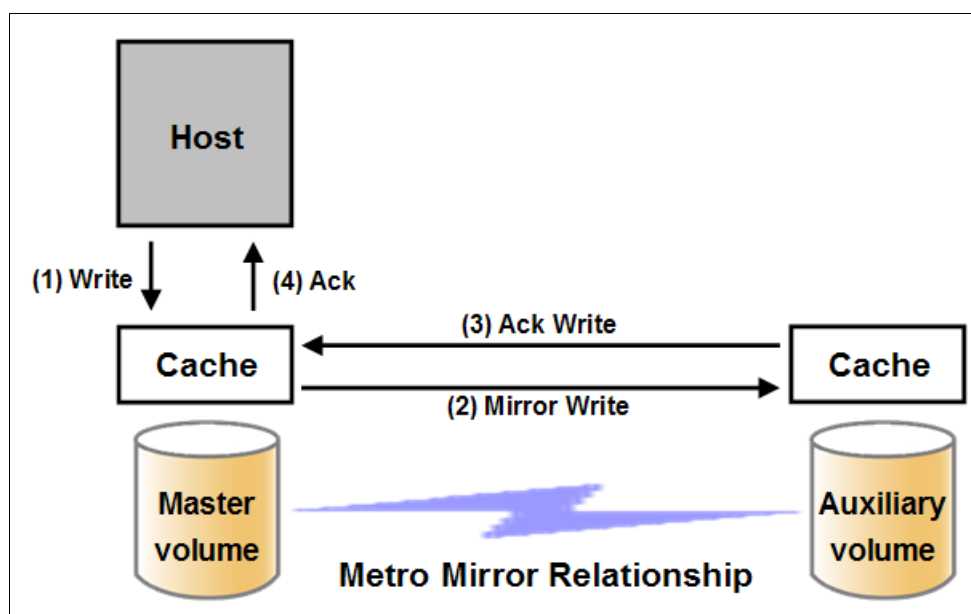 Host
(1) Write
(4) Ack
(3) Ack Write
Cache
Cache
(2) Mirror Write
Master
volume
Auxiliary
volume
Metro Mirror Relationship